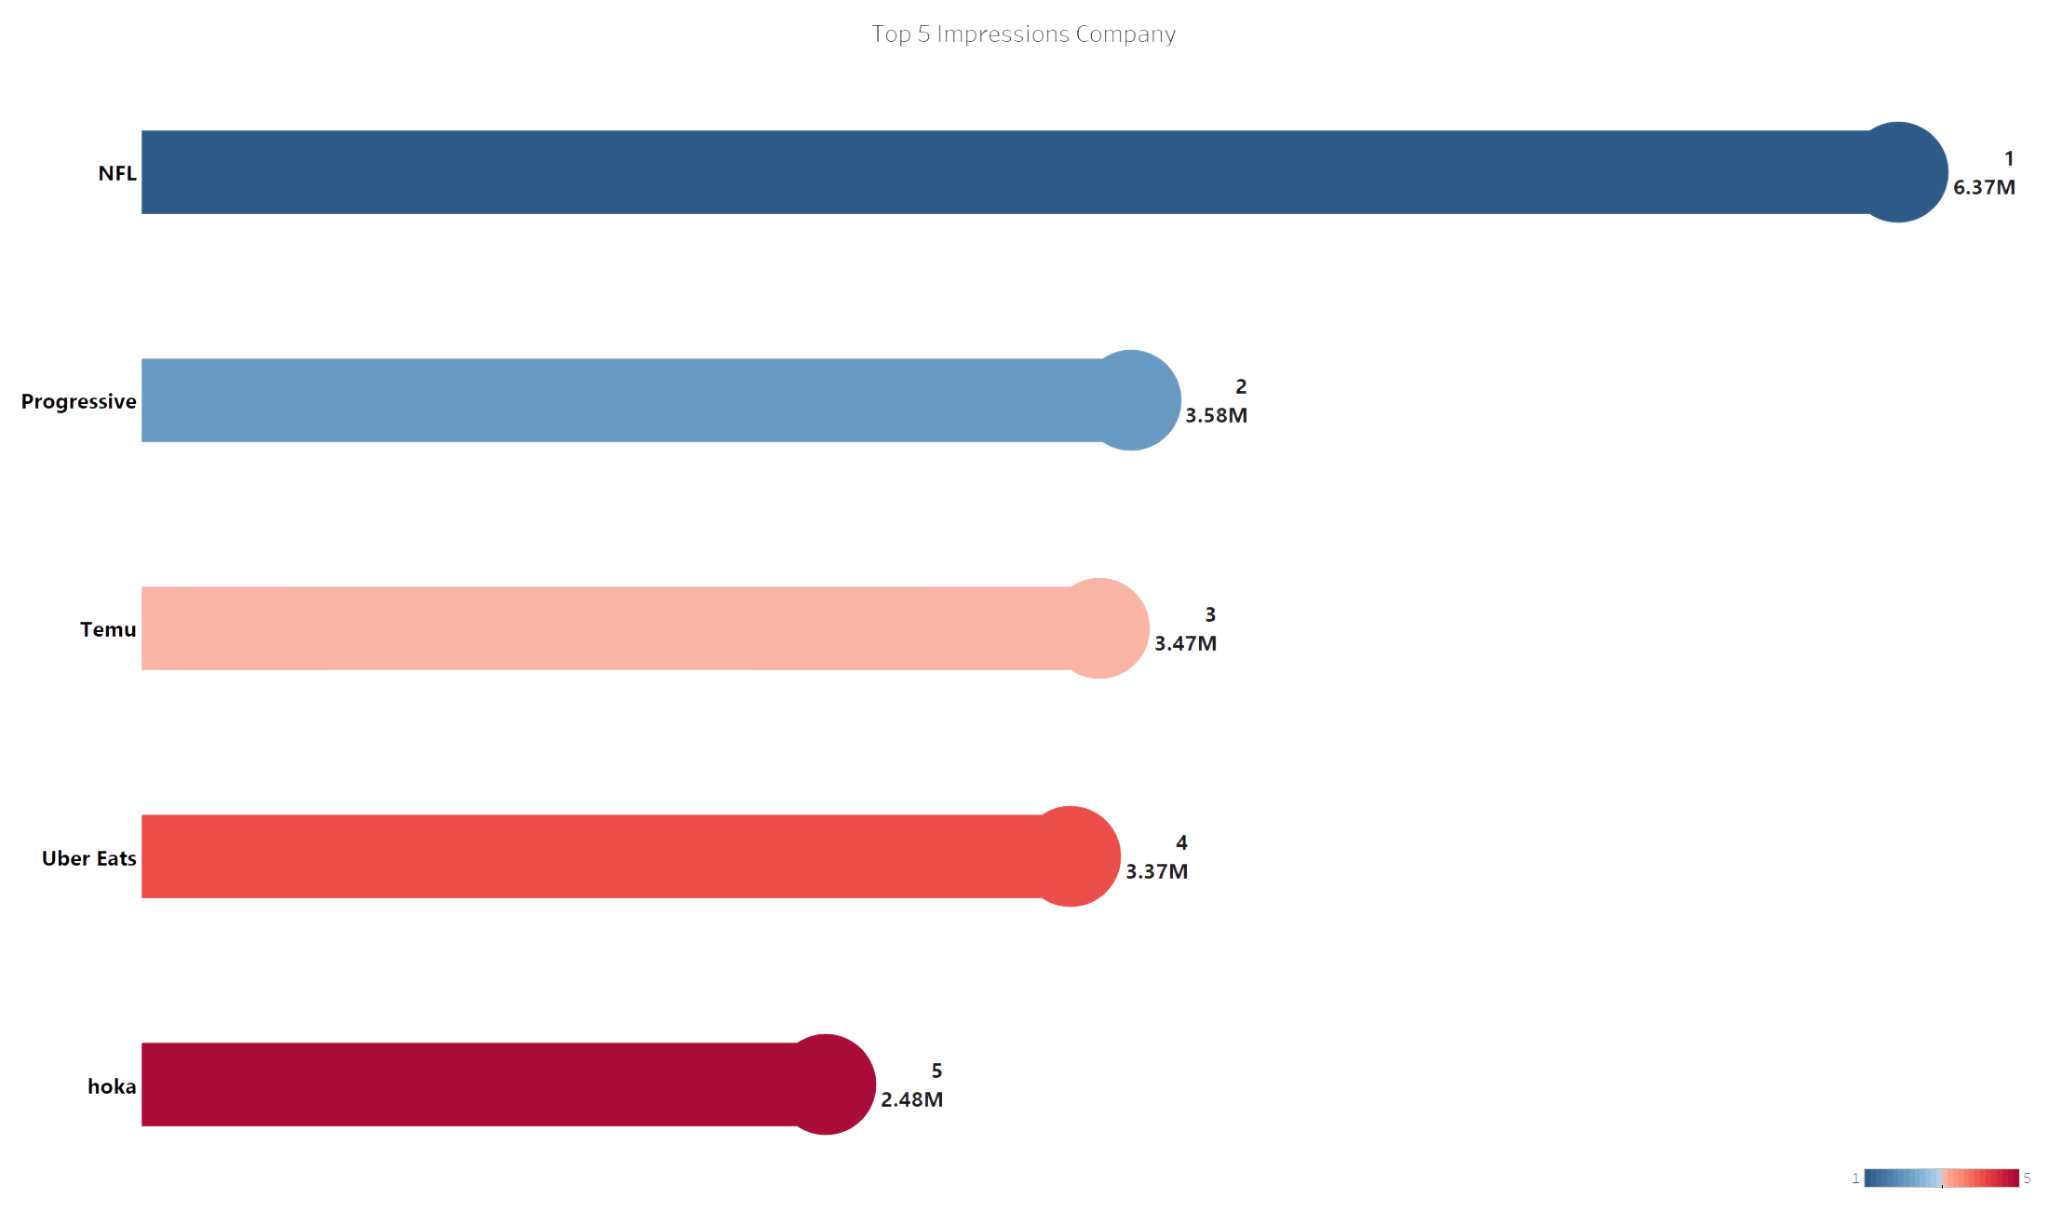 Top 5 Impressions Company
NFL
1
6.37M
Progressive
2
3.58M
Temu
3
3.47M
Uber Eats
4
3.37M
hoka
5
2.48M
1
5